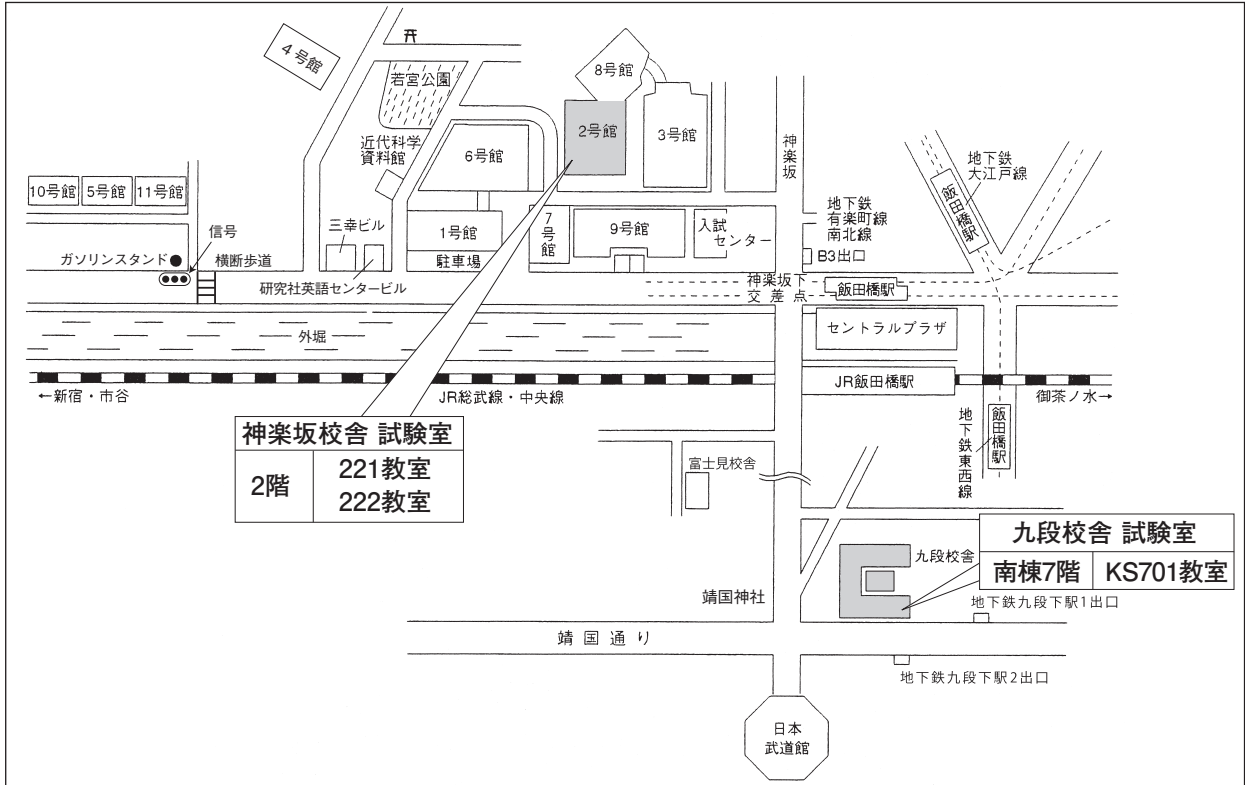 4号館
若宮公園
8号館
2号館
3号館
近代科学
資料館
6号館
神楽坂
地下鉄
大江戸線
飯田橋駅
10号館
5号館
11号館
地下鉄
有楽町線
南北線
信号
三幸ビル
1号館
7号館
9号館
入試
センター
B3出口
ガソリンスタンド
横断歩道
駐車場
研究社英語センタービル
神楽坂下
交差点
飯田橋駅
外堀
セントラルプラザ
JR飯田橋駅
←新宿・市谷
JR総武線・中央線
御茶ノ水→
神楽坂校舎 試験室
2階
221教室
222教室
地下鉄東西線
飯田橋駅
富士見校舎
九段校舎
九段校舎 試験室
南棟7階
KS701教室
靖国神社
地下鉄九段下駅1出口
靖国通り
地下鉄九段下駅2出口
日本
武道館